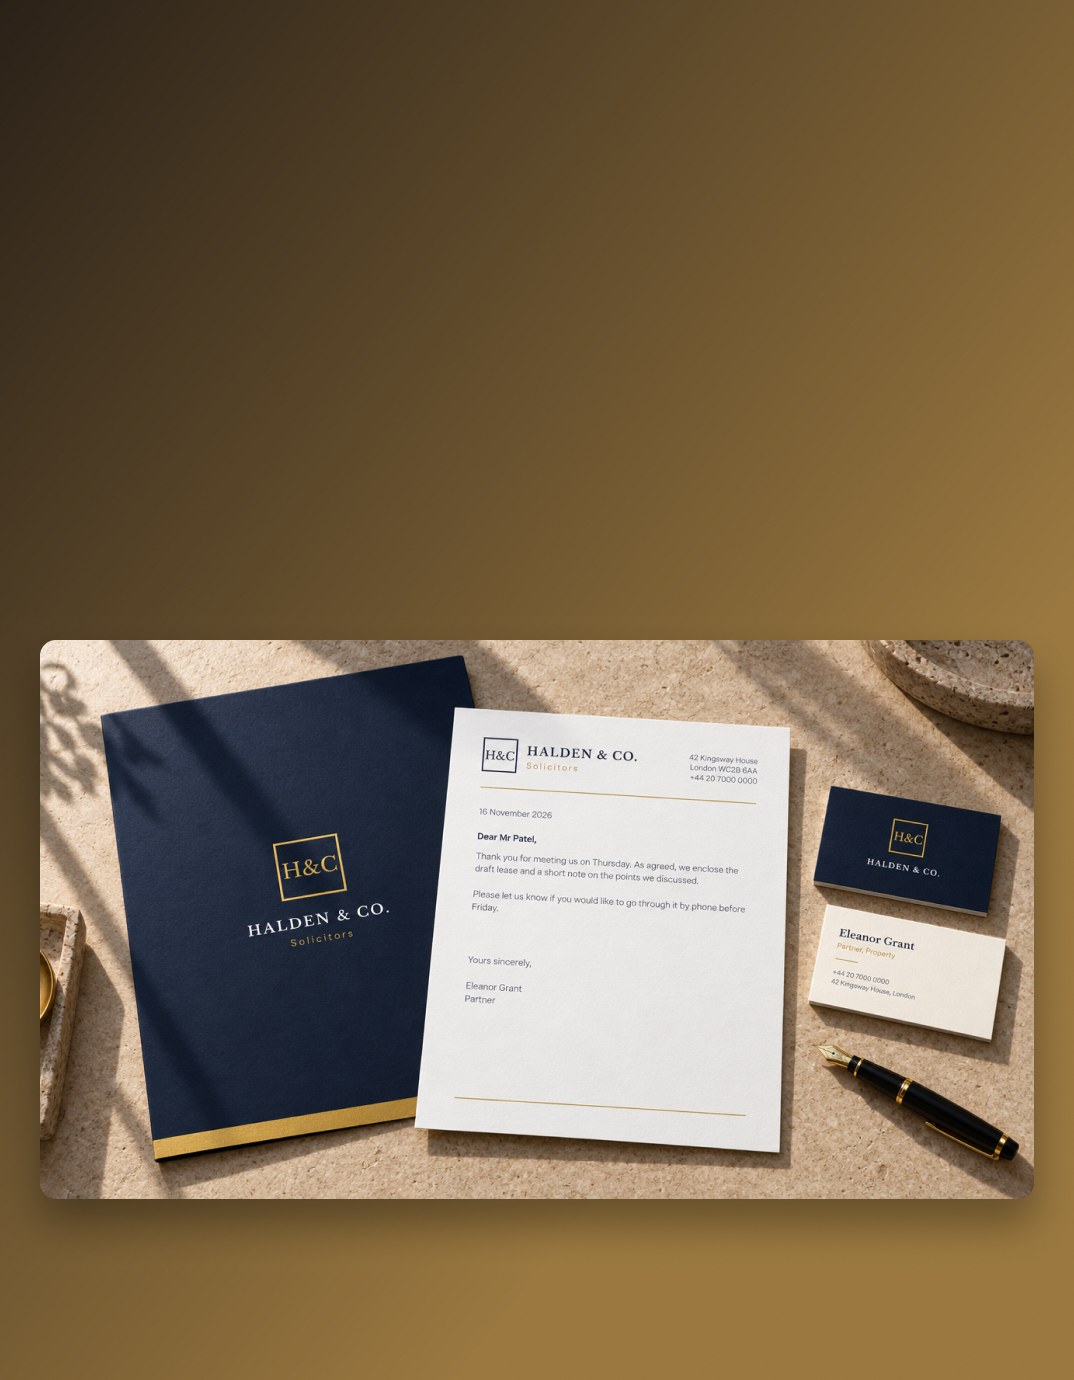 H&C
HALDEN & CO.
Solicitors
H&C
HALDEN & CO.
Solicitors
42 Kingsway House
London WC2B 6AA
+44 20 7000 0000
16 November 2026
Dear Mr Patel,
Thank you for meeting us on Thursday. As agreed, we enclose the
draft lease and a short note on the points we discussed.
Please let us know if you would like to go through it by phone before
Friday.
Yours sincerely,
Eleanor Grant
Partner
H&C
HALDEN & CO.
Eleanor Grant
Partner, Property
+44 20 7000 0000
42 Kingsway House, London